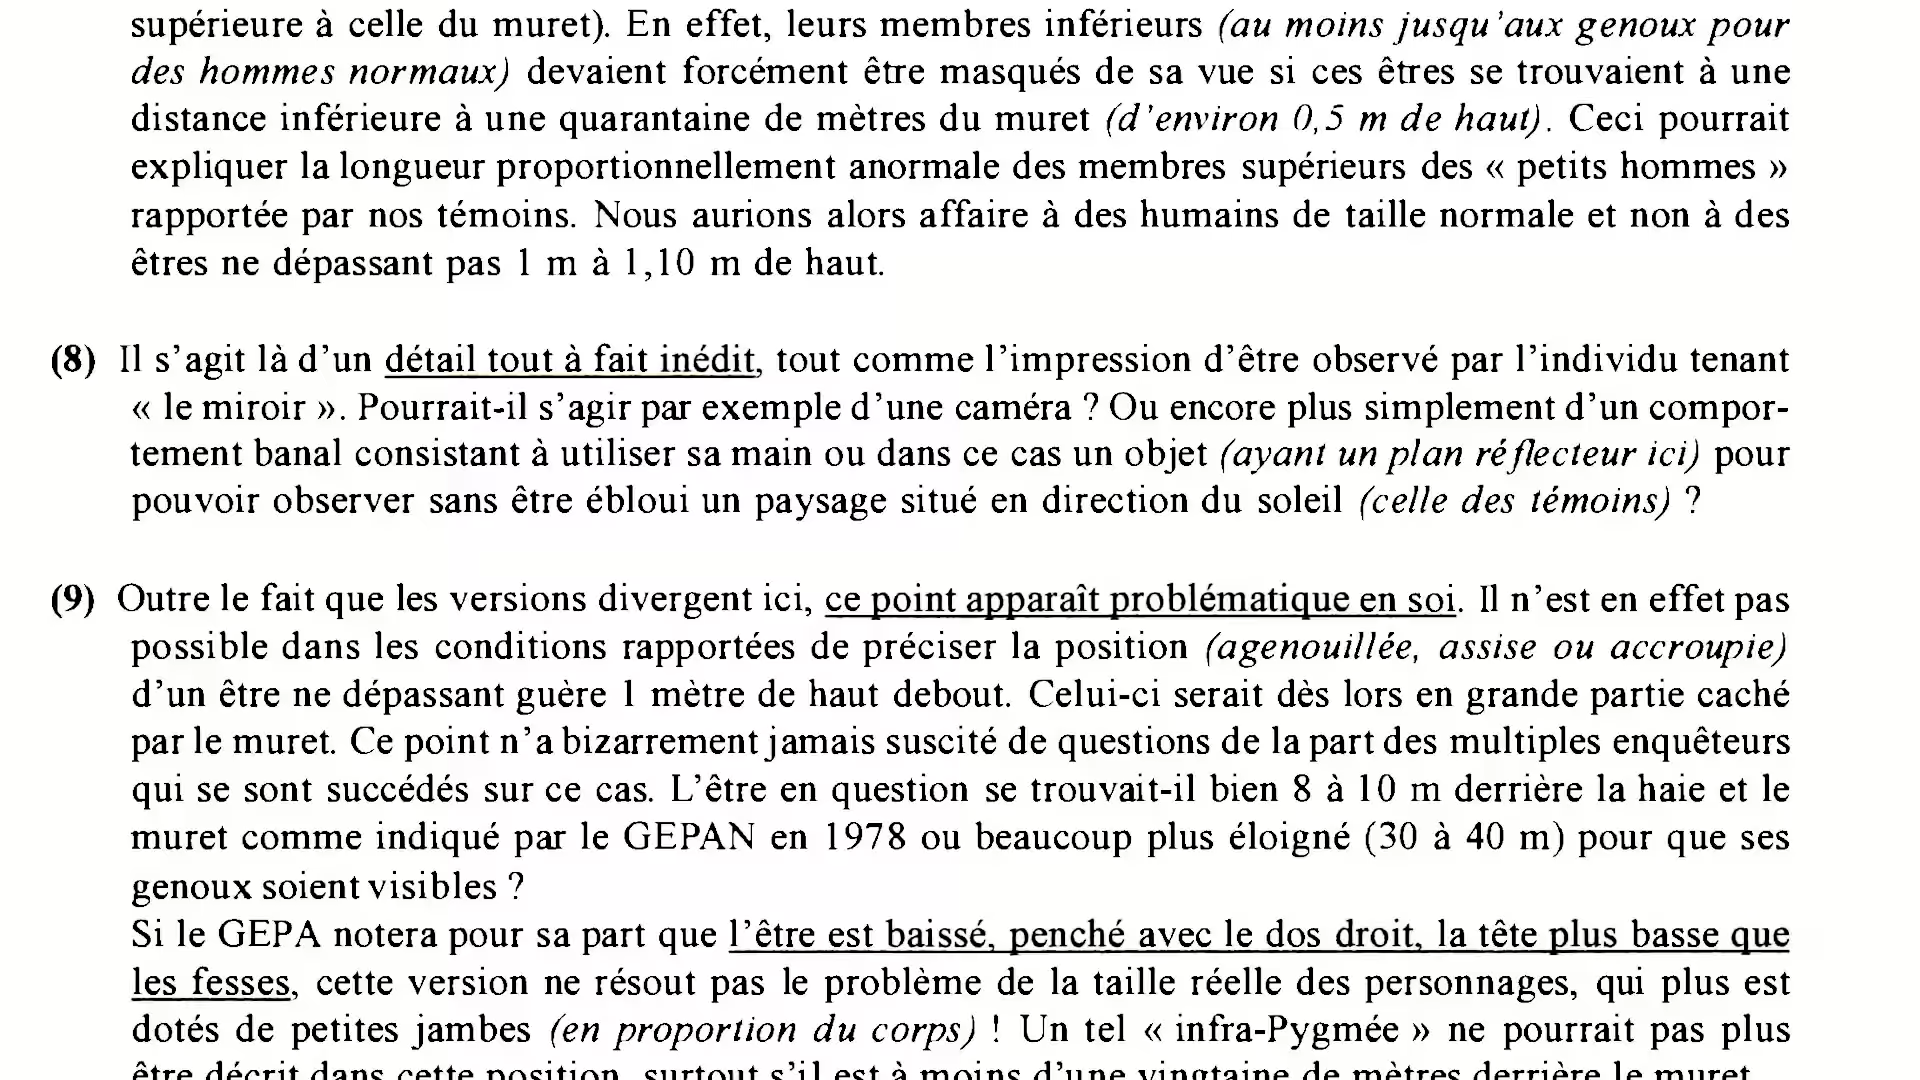 supérieure à celle du muret). En effet, leurs membres inférieurs (au moins jusqu'aux genoux pour
des hommes normaux) devaient forcément être masqués de sa vue si ces êtres se trouvaient à une
distance inférieure à une quarantaine de mètres du muret (d'environ 0,5 m de haut). Ceci pourrait
expliquer la longueur proportionnellement anormale des membres supérieurs des « petits hommes »
rapportée par nos témoins. Nous aurions alors affaire à des humains de taille normale et non à des
êtres ne dépassant pas 1 m à 1,10 m de haut.
(8) Il s'agit là d'un détail tout à fait inédit, tout comme l'impression d'être observé par l'individu tenant
« le miroir ». Pourrait-il s'agir par exemple d'une caméra ? Ou encore plus simplement d'un compor-
tement banal consistant à utiliser sa main ou dans ce cas un objet (ayant un plan réflecteur ici) pour
pouvoir observer sans être ébloui un paysage situé en direction du soleil (celle des témoins) ?
(9) Outre le fait que les versions divergent ici, ce point apparaît problématique en soi. Il n'est en effet pas
possible dans les conditions rapportées de préciser la position (agenouillée, assise ou accroupie)
d'un être ne dépassant guère 1 mètre de haut debout. Celui-ci serait dès lors en grande partie caché
par le muret. Ce point n'a bizarrement jamais suscité de questions de la part des multiples enquêteurs
qui se sont succédés sur ce cas. L'être en question se trouvait-il bien 8 à 10 m derrière la haie et le
muret comme indiqué par le GEPAN en 1978 ou beaucoup plus éloigné (30 à 40 m) pour que ses
genoux soient visibles ?
Si le GEPA notera pour sa part que l'être est baissé, penché avec le dos droit, la tête plus basse que
les fesses, cette version ne résout pas le problème de la taille réelle des personnages, qui plus est
dotés de petites jambes (en proportion du corps) ! Un tel « infra-Pygmée » ne pourrait pas plus
être décrit dans cette position, surtout s'il est à moins d'une vingtaine de mètres derrière le muret.